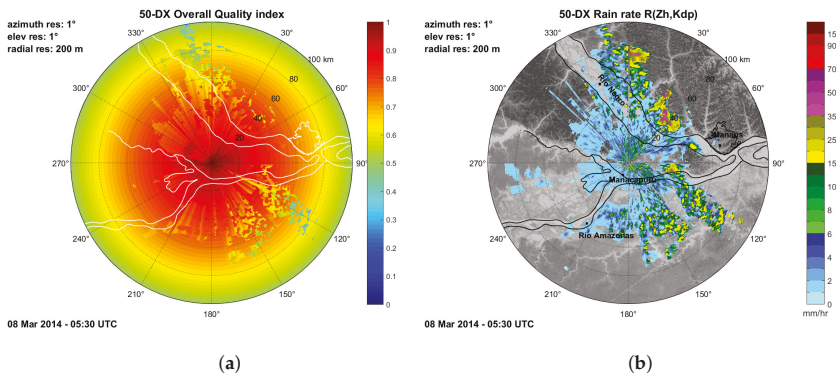 50-DX Overall Quality index
azimuth res: 1°
elev res: 1°
radial res: 200 m
330°
30°
300°
60°
270°
90°
240°
120°
210°
150°
180°
100 km
80
60
40
20
1
0.9
0.8
0.7
0.6
0.5
0.4
0.3
0.2
0.1
0
08 Mar 2014 - 05:30 UTC
(a)
50-DX Rain rate R(Zh,Kdp)
azimuth res: 1°
elev res: 1°
radial res: 200 m
330°
30°
300°
60°
270°
90°
240°
120°
210°
150°
180°
100 km
80
60
40
Rio Negro
Manaus
Manacapuru
Rio Amazonas
15
90
70
50
50
35
25
15
10
8
6
4
2
0
mm/hr
08 Mar 2014 - 05:30 UTC
(b)